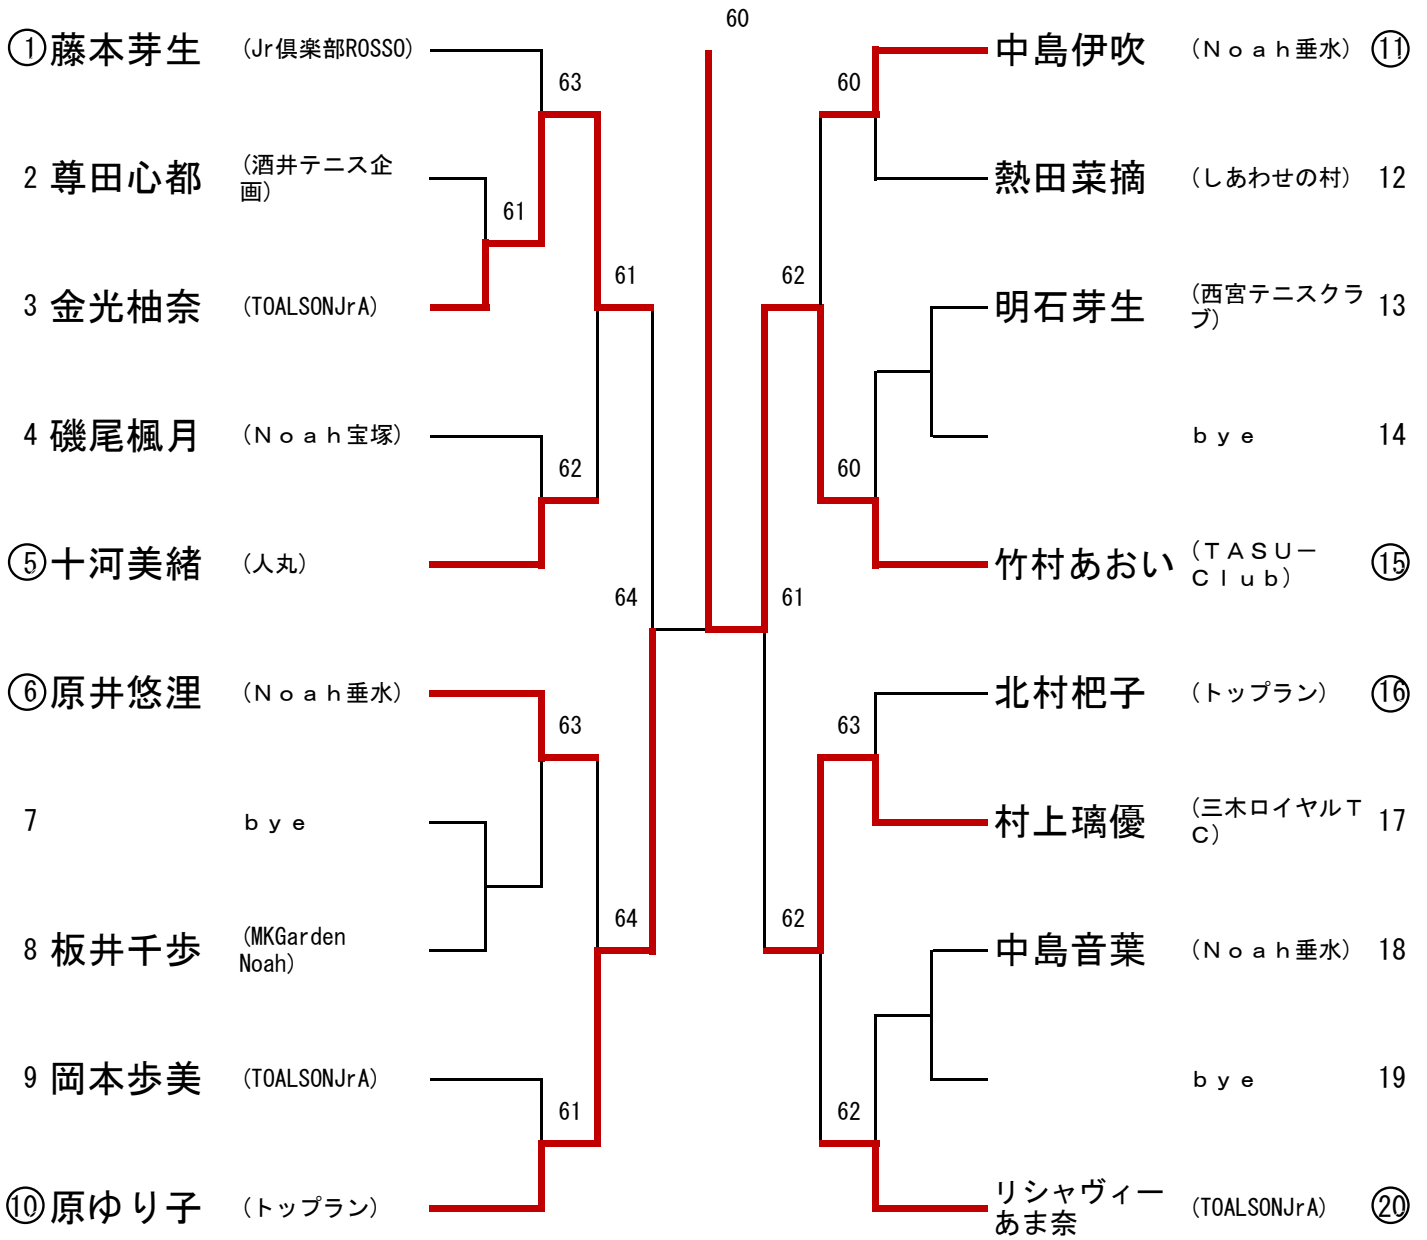 60
① 藤本芽生 (Jr倶楽部ROSSO)
63
2 尊田心都 (酒井テニス企
画)
61
3 金光柚奈 (TOALSONJrA)
61
4 磯尾楓月 (Ｎｏａｈ宝塚)
62
⑤ 十河美緒 (人丸)
64
⑥ 原井悠浬 (Ｎｏａｈ垂水)
63
7 ｂｙｅ
8 板井千歩 (MKGarden
Noah)
64
9 岡本歩美 (TOALSONJrA)
61
⑩ 原ゆり子 (トップラン)
中島伊吹 (Ｎｏａｈ垂水) ⑪
60
熱田菜摘 (しあわせの村) 12
62
明石芽生 (西宮テニスクラ
ブ) 13
ｂｙｅ 14
60
竹村あおい (ＴＡＳＵ－
Ｃｌｕｂ) ⑮
61
北村杷子 (トップラン) ⑯
63
村上璃優 (三木ロイヤルＴ
Ｃ) 17
62
中島音葉 (Ｎｏａｈ垂水) 18
ｂｙｅ 19
62
リシャヴィー
あま奈 (TOALSONJrA) ⑳